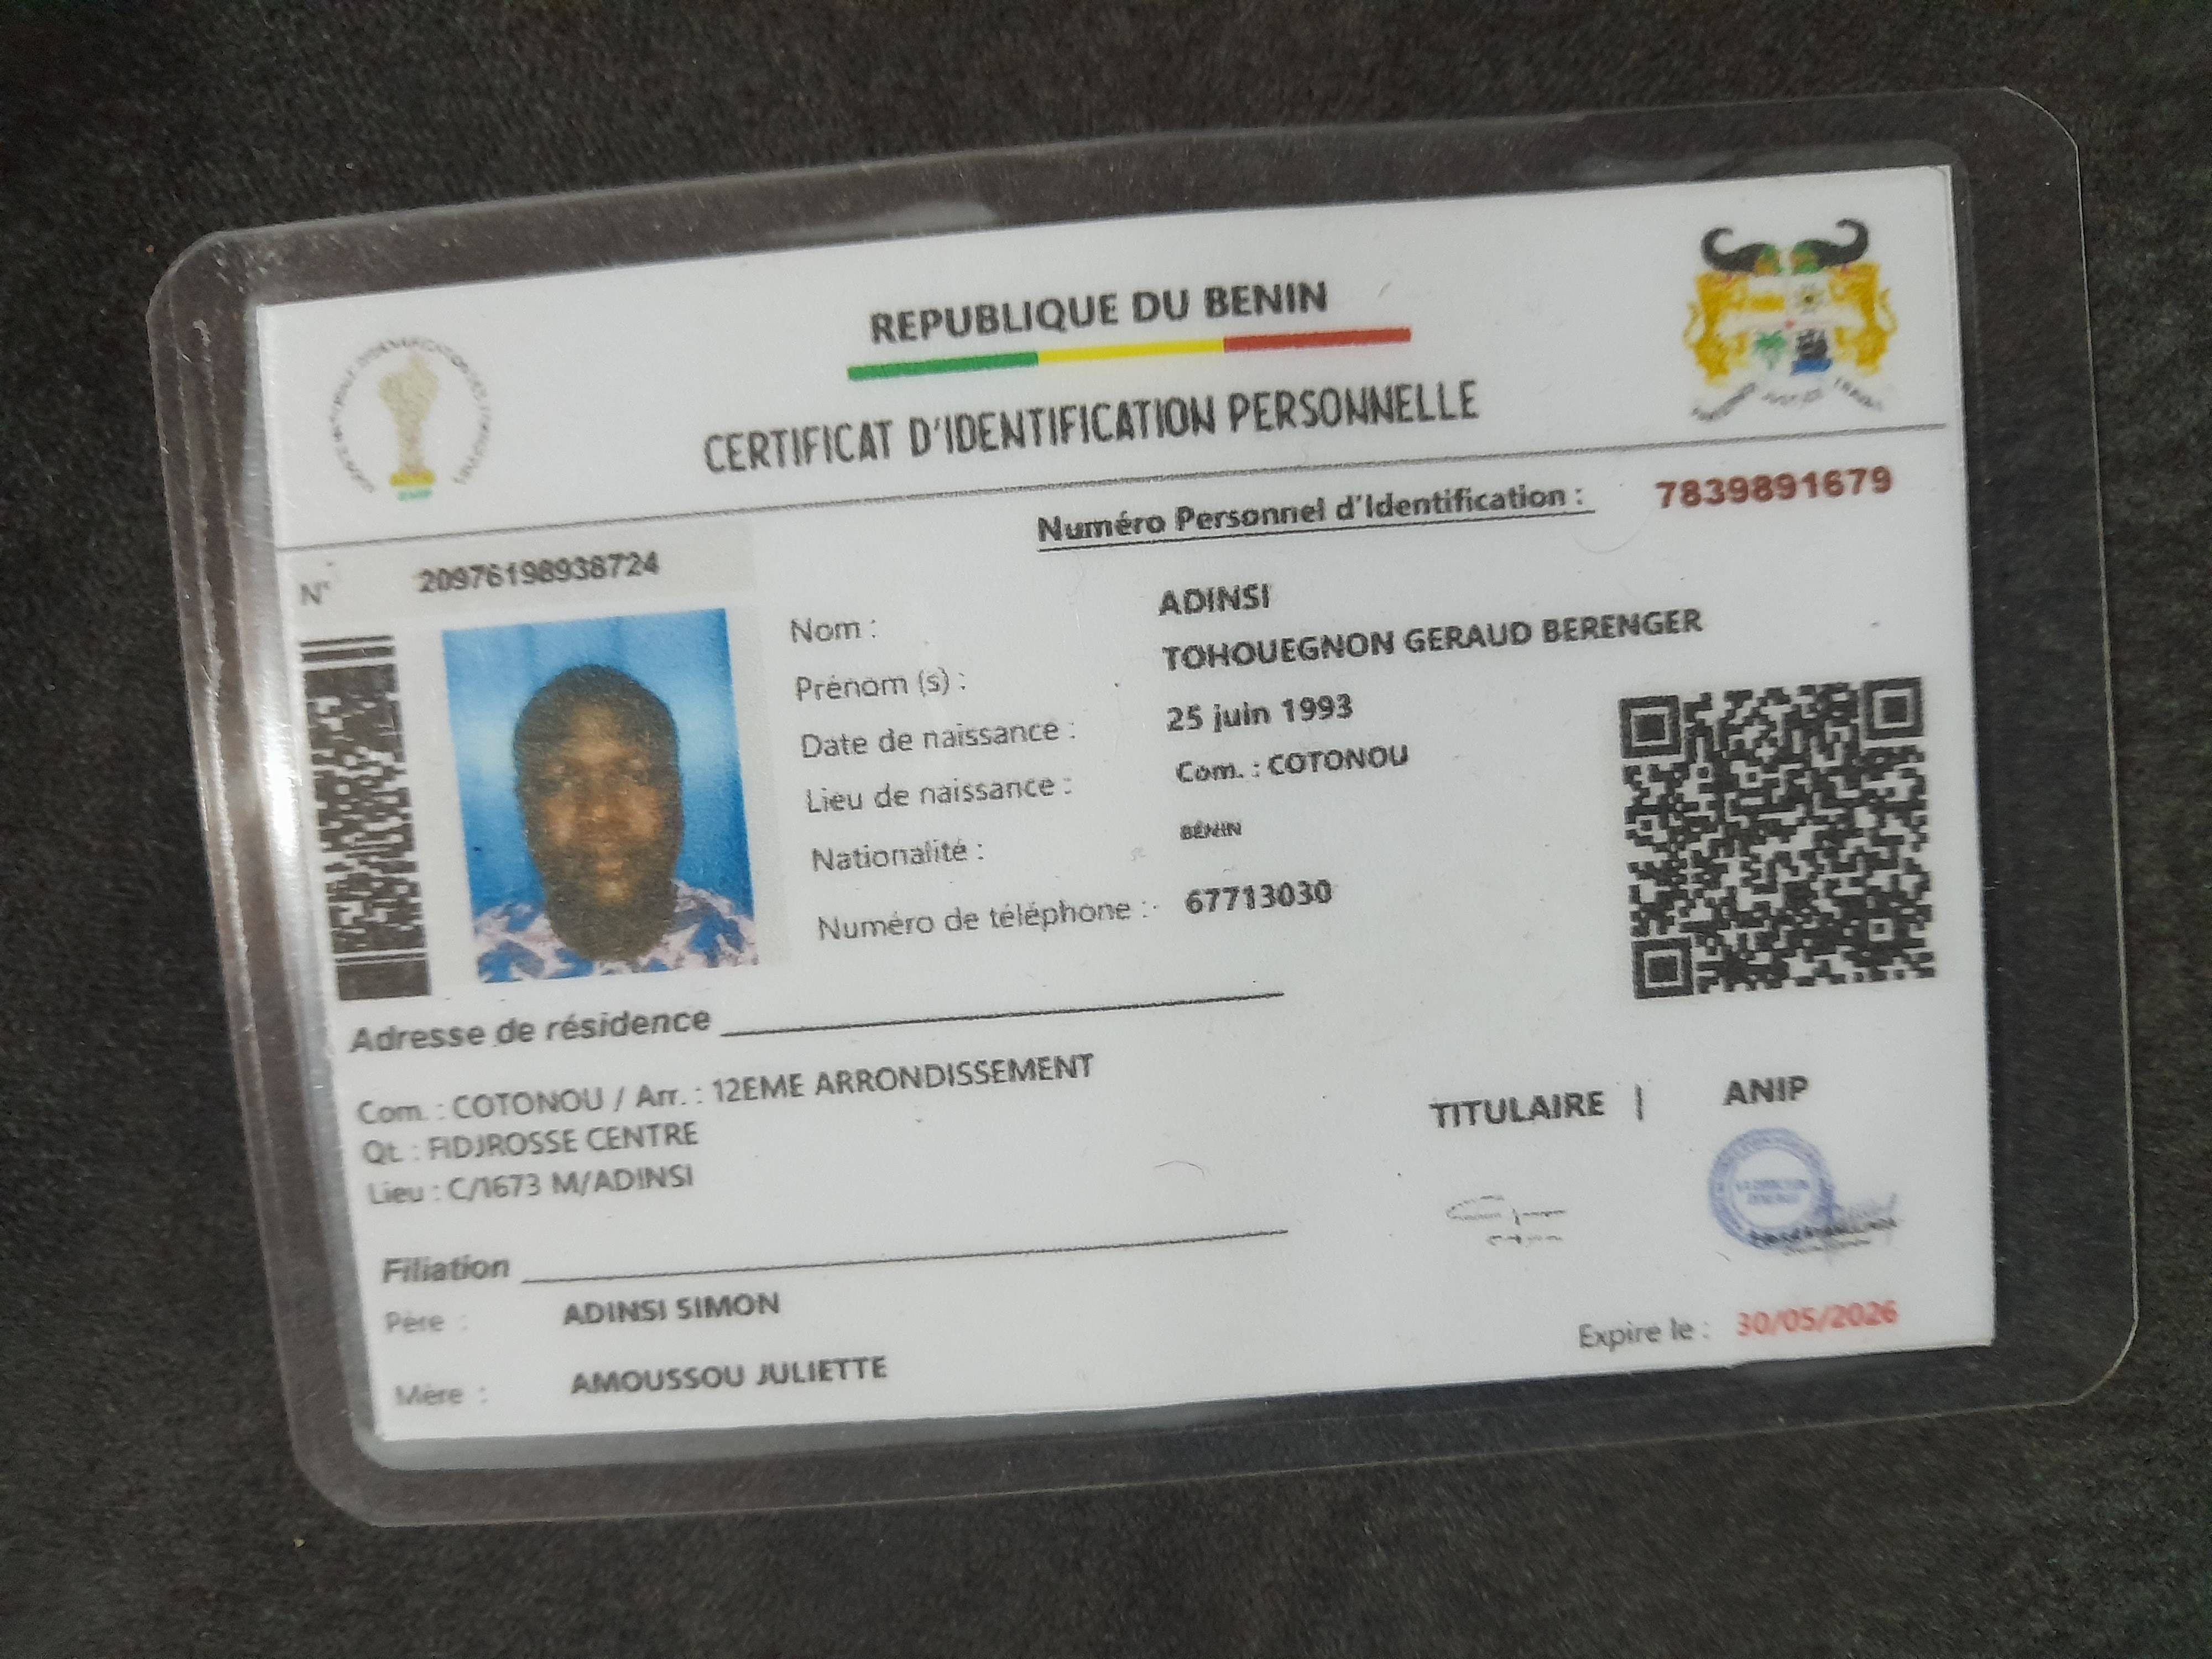 REPUBLIQUE DU BENIN
CERTIFICAT D'IDENTIFICATION PERSONNELLE
Numéro Personnel d'Identification : 7839891679
N° 20976198938724
Nom : ADINSI
Prénom (s) : TOHOUEGNON GERAUD BERENGER
Date de naissance : 25 juin 1993
Lieu de naissance : Com. : COTONOU
Nationalité : BÉNIN
Numéro de téléphone : 67713030
Adresse de résidence
Com. : COTONOU / Arr. : 12EME ARRONDISSEMENT
Qt. : FIDJROSSE CENTRE
Lieu : C/1673 M/ADINSI
TITULAIRE | ANIP
Filiation
Père : ADINSI SIMON
Mère : AMOUSSOU JULIETTE
Expire le : 30/05/2026